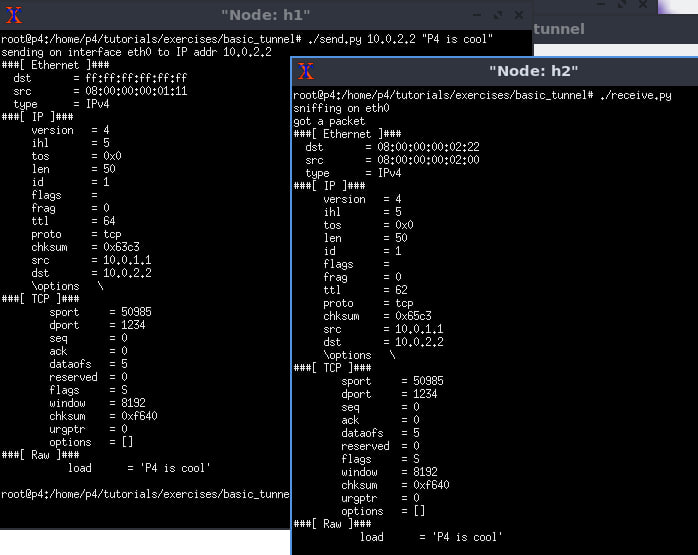 "Node: h1"
root@p4:/home/p4/tutorials/exercises/basic_tunnel# ./send.py 10.0.2.2 "P4 is cool"
sending on interface eth0 to IP addr 10.0.2.2
###[ Ethernet ]###
dst = ff:ff:ff:ff:ff:ff
src = 08:00:00:00:01:11
type = IPv4
###[ IP ]###
version = 4
ihl = 5
tos = 0x0
len = 50
id = 1
flags =
frag = 0
ttl = 64
proto = tcp
chksum = 0x63c3
src = 10.0.1.1
dst = 10.0.2.2
\options \
###[ TCP ]###
sport = 50985
dport = 1234
seq = 0
ack = 0
dataofs = 5
reserved = 0
flags = S
window = 8192
chksum = 0xf640
urgptr = 0
options = []
###[ Raw ]###
load = 'P4 is cool'
root@p4:/home/p4/tutorials/exercises/basic_tunne
tunnel
"Node: h2"
root@p4:/home/p4/tutorials/exercises/basic_tunnel# ./receive.py
sniffing on eth0
got a packet
###[ Ethernet ]###
dst = 08:00:00:00:02:22
src = 08:00:00:00:02:00
type = IPv4
###[ IP ]###
version = 4
ihl = 5
tos = 0x0
len = 50
id = 1
flags =
frag = 0
ttl = 62
proto = tcp
chksum = 0x65c3
src = 10.0.1.1
dst = 10.0.2.2
\options \
###[ TCP ]###
sport = 50985
dport = 1234
seq = 0
ack = 0
dataofs = 5
reserved = 0
flags = S
window = 8192
chksum = 0xf640
urgptr = 0
options = []
###[ Raw ]###
load = 'P4 is cool'